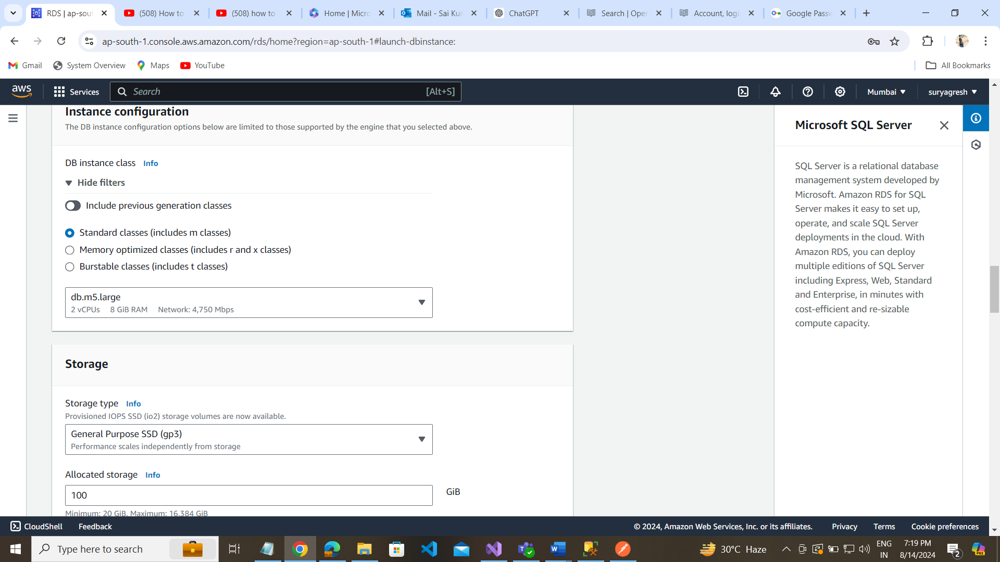 RDS | ap-sout
(508) How to
(508) how to
Home | Micro
Mail - Sai Kun
ChatGPT
Search | Oper
Account, logi
Google Passw
ap-south-1.console.aws.amazon.com/rds/home?region=ap-south-1#launch-dbinstance:
Gmail System Overview Maps YouTube All Bookmarks
aws Services Search [Alt+S] Mumbai suryagresh
Instance configuration
The DB instance configuration options below are limited to those supported by the engine that you selected above.
DB instance class Info
Hide filters
Include previous generation classes
Standard classes (includes m classes)
Memory optimized classes (includes r and x classes)
Burstable classes (includes t classes)
db.m5.large
2 vCPUs 8 GiB RAM Network: 4,750 Mbps
Storage
Storage type Info
Provisioned IOPS SSD (io2) storage volumes are now available.
General Purpose SSD (gp3)
Performance scales independently from storage
Allocated storage Info
100 GiB
Minimum: 20 GiB. Maximum: 16,384 GiB
Microsoft SQL Server
SQL Server is a relational database
management system developed by
Microsoft. Amazon RDS for SQL
Server makes it easy to set up,
operate, and scale SQL Server
deployments in the cloud. With
Amazon RDS, you can deploy
multiple editions of SQL Server
including Express, Web, Standard
and Enterprise, in minutes with
cost-efficient and re-sizable
compute capacity.
CloudShell Feedback © 2024, Amazon Web Services, Inc. or its affiliates. Privacy Terms Cookie preferences
Type here to search
30°C Haze
ENG
IN
7:19 PM
8/14/2024
2
PRE